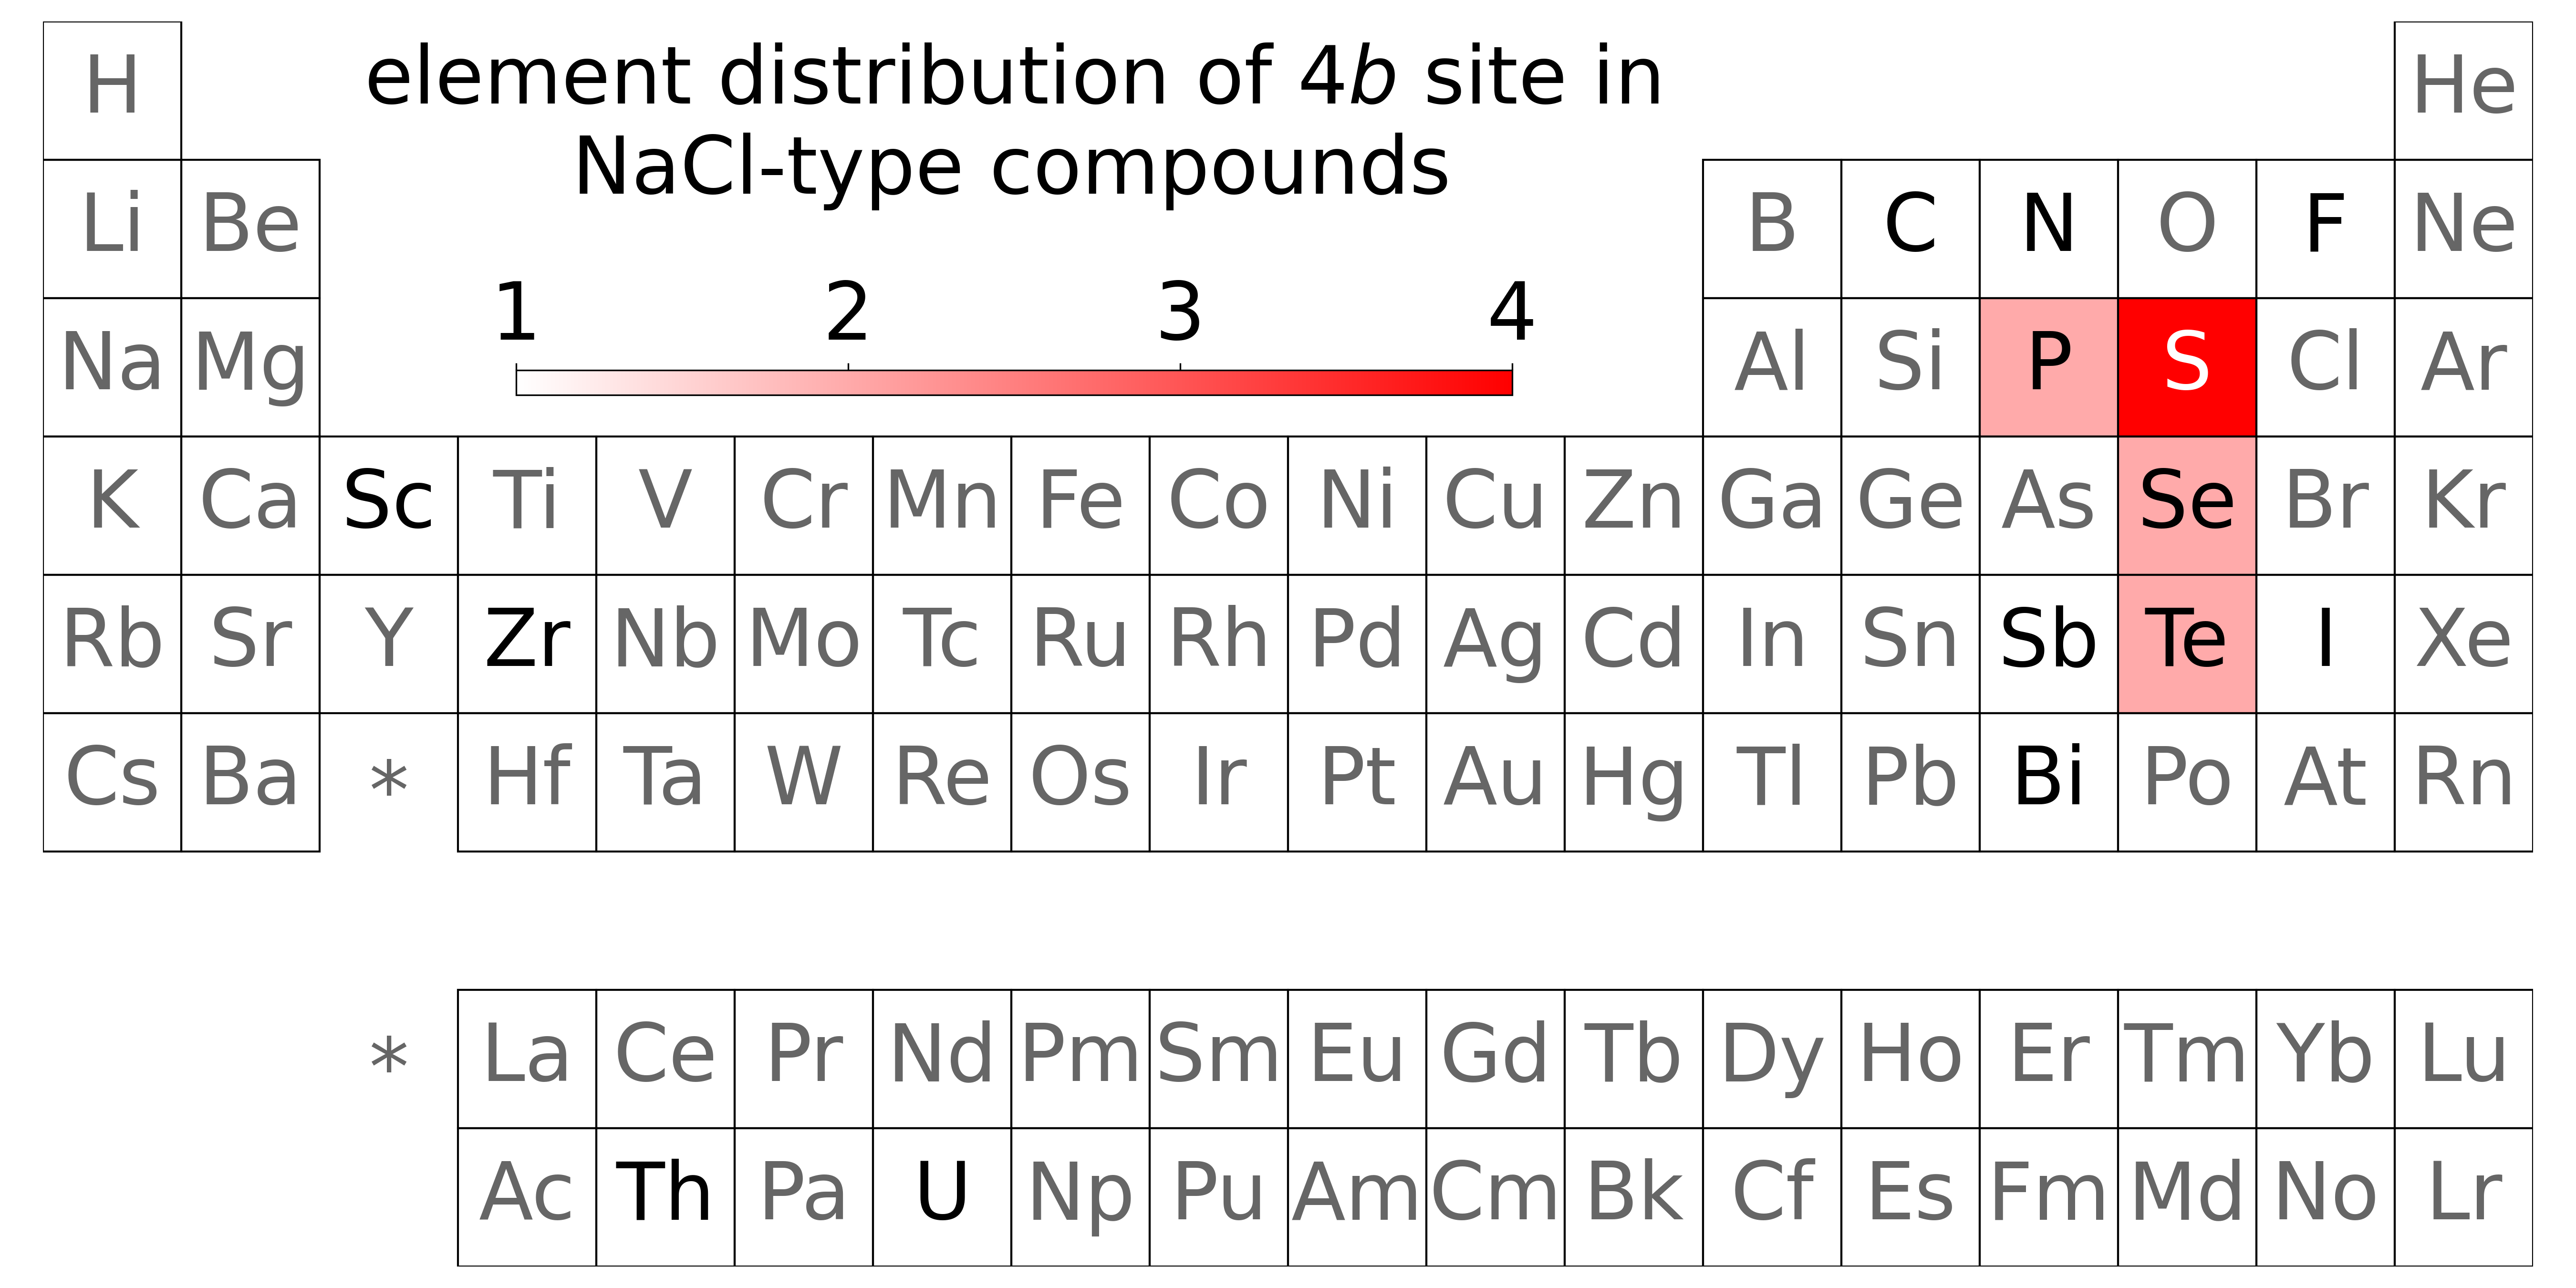 element distribution of 4b site in
NaCl-type compounds
1 2 3 4
H He
Li Be B C N O F Ne
Na Mg Al Si P S Cl Ar
K Ca Sc Ti V Cr Mn Fe Co Ni Cu Zn Ga Ge As Se Br Kr
Rb Sr Y Zr Nb Mo Tc Ru Rh Pd Ag Cd In Sn Sb Te I Xe
Cs Ba * Hf Ta W Re Os Ir Pt Au Hg Tl Pb Bi Po At Rn
* La Ce Pr Nd Pm Sm Eu Gd Tb Dy Ho Er Tm Yb Lu
Ac Th Pa U Np Pu Am Cm Bk Cf Es Fm Md No Lr